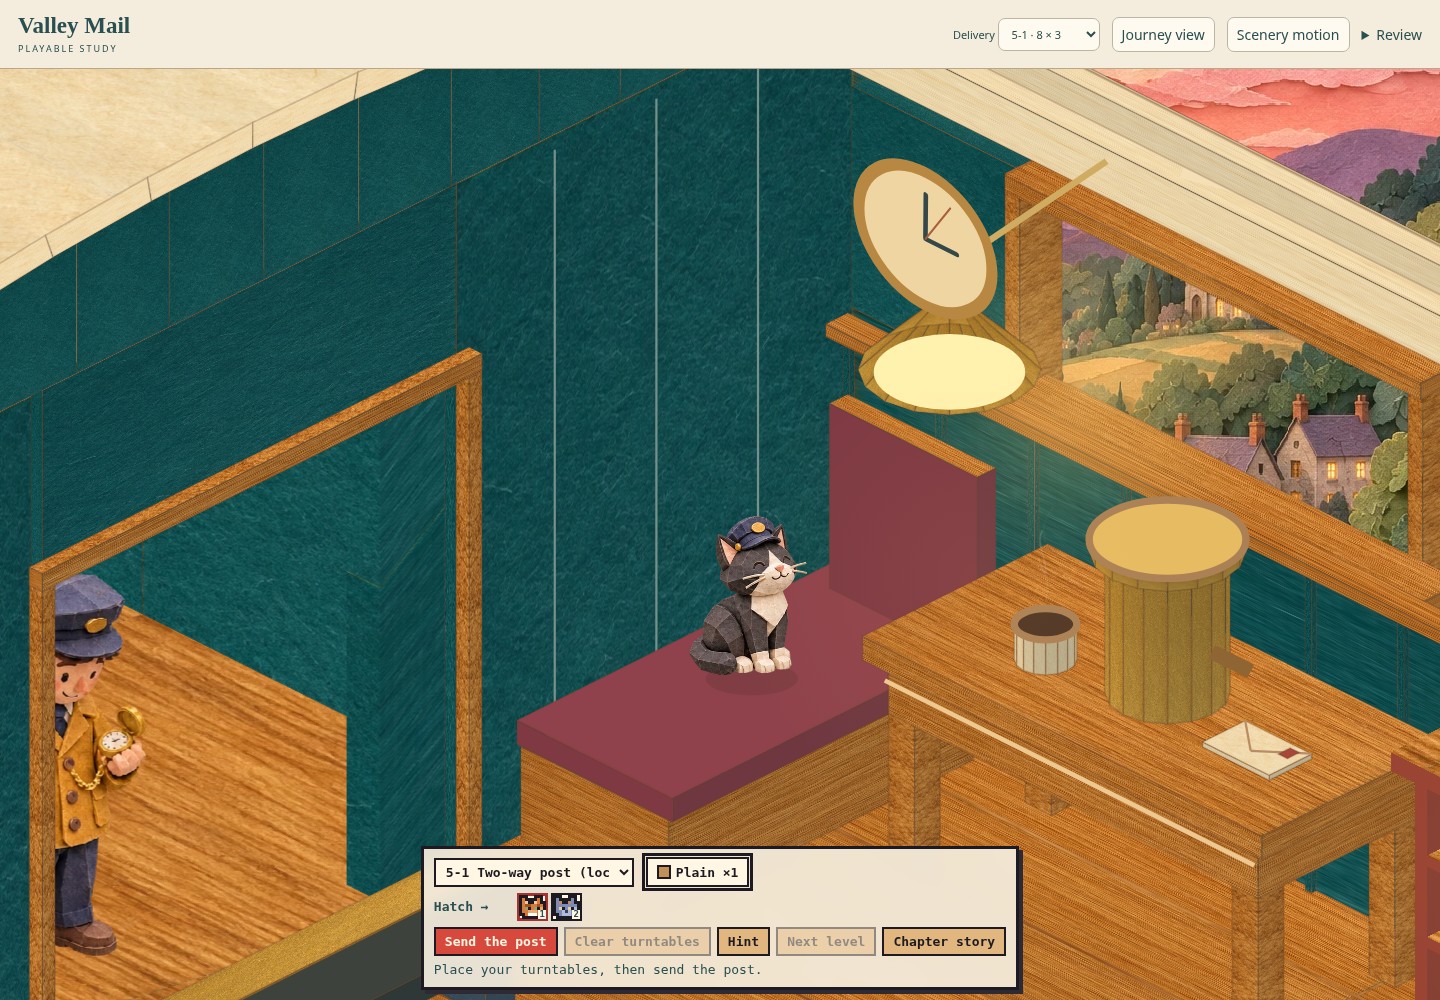 Valley Mail
PLAYABLE STUDY
Delivery 5-1 · 8 × 3 Journey view Scenery motion ▶ Review
5-1 Two-way post (loc Plain ×1
Hatch → 1 2
Send the post Clear turntables Hint Next level Chapter story
Place your turntables, then send the post.